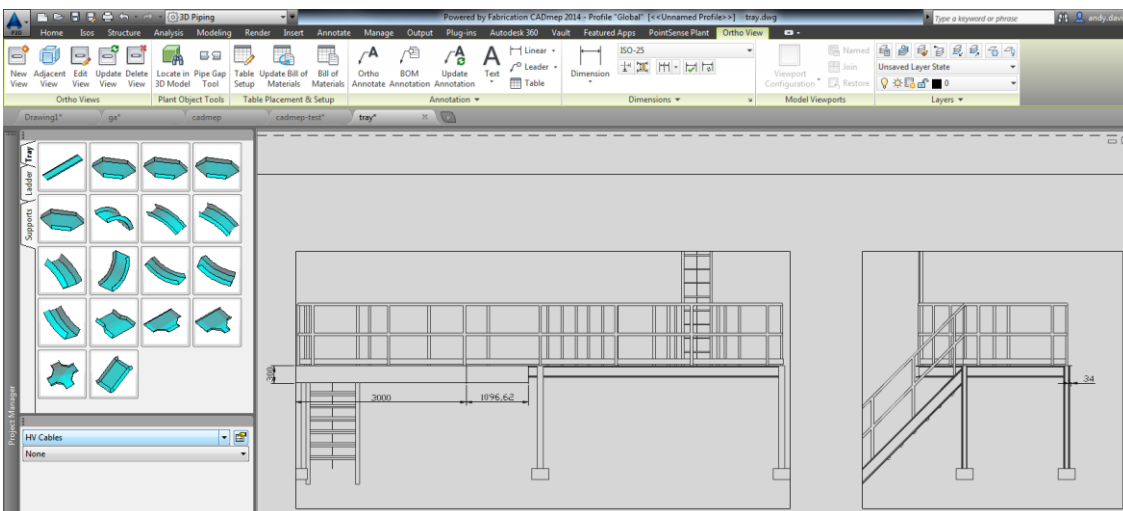 3D Piping
Powered by Fabrication CADmep 2014 - Profile "Global" [<<Unnamed Profile>>] tray.dwg
Type a keyword or phrase
andy.dav
P3D
Home Isos Structure Analysis Modeling Render Insert Annotate Manage Output Plug-ins Autodesk 360 Vault Featured Apps PointSense Plant Ortho View
New View
Adjacent View
Edit View
Update View
Delete View
Locate in 3D Model
Pipe Gap Tool
Table Setup
Update Bill of Materials
Bill of Materials
Ortho Annotate
BOM Annotation
Update Annotation
Text
Linear
Leader
Table
Dimension
ISO-25
Viewport Configuration
Named
Join
Restore
Unsaved Layer State
0
Ortho Views
Plant Object Tools
Table Placement & Setup
Annotation
Dimensions
Model Viewports
Layers
Drawing1* ga* cadmep cadmep-test* tray*
Tray
Ladder
Supports
Project Manager
HV Cables
None
300
3000
1096,62
34